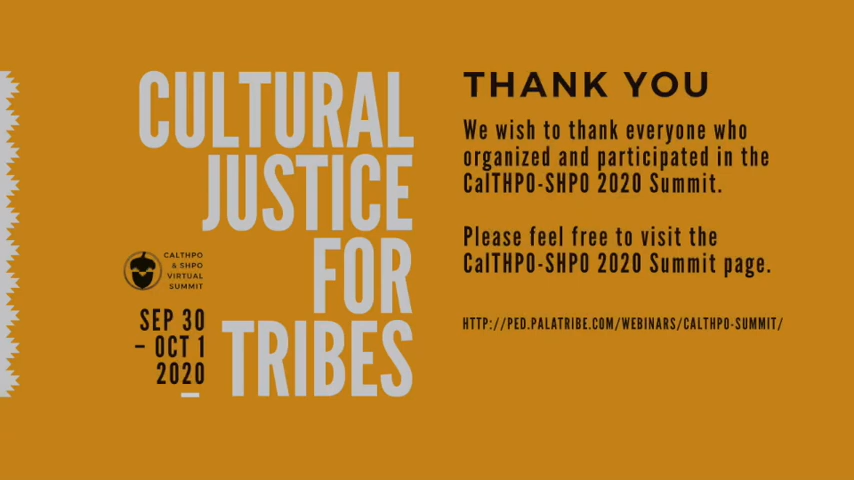 CULTURAL
JUSTICE
FOR
TRIBES
CALTHPO
& SHPO
VIRTUAL
SUMMIT
SEP 30
– OCT 1
2020
THANK YOU
We wish to thank everyone who
organized and participated in the
CalTHPO-SHPO 2020 Summit.
Please feel free to visit the
CalTHPO-SHPO 2020 Summit page.
HTTP://PED.PALATRIBE.COM/WEBINARS/CALTHPO-SUMMIT/